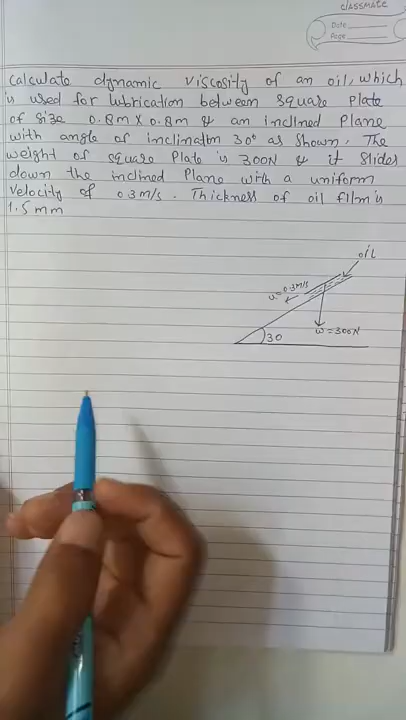 classmate
Date
Page
Calculate dynamic viscosity of an oil, which
is used for lubrication between square Plate
of size 0.8m X 0.8m & an inclined Plane
with angle of inclination 30° as shown. The
weight of square Plate is 300N & it slides
down the inclined Plane with a uniform
velocity of 0.3m/s. Thickness of oil film is
1.5mm
oil
u=0.3m/s
30
w=300N